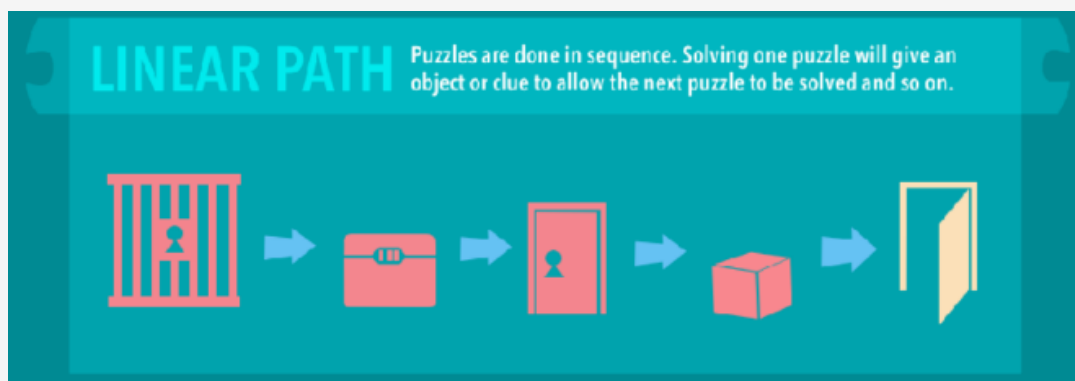 LINEAR PATH
Puzzles are done in sequence. Solving one puzzle will give an
object or clue to allow the next puzzle to be solved and so on.